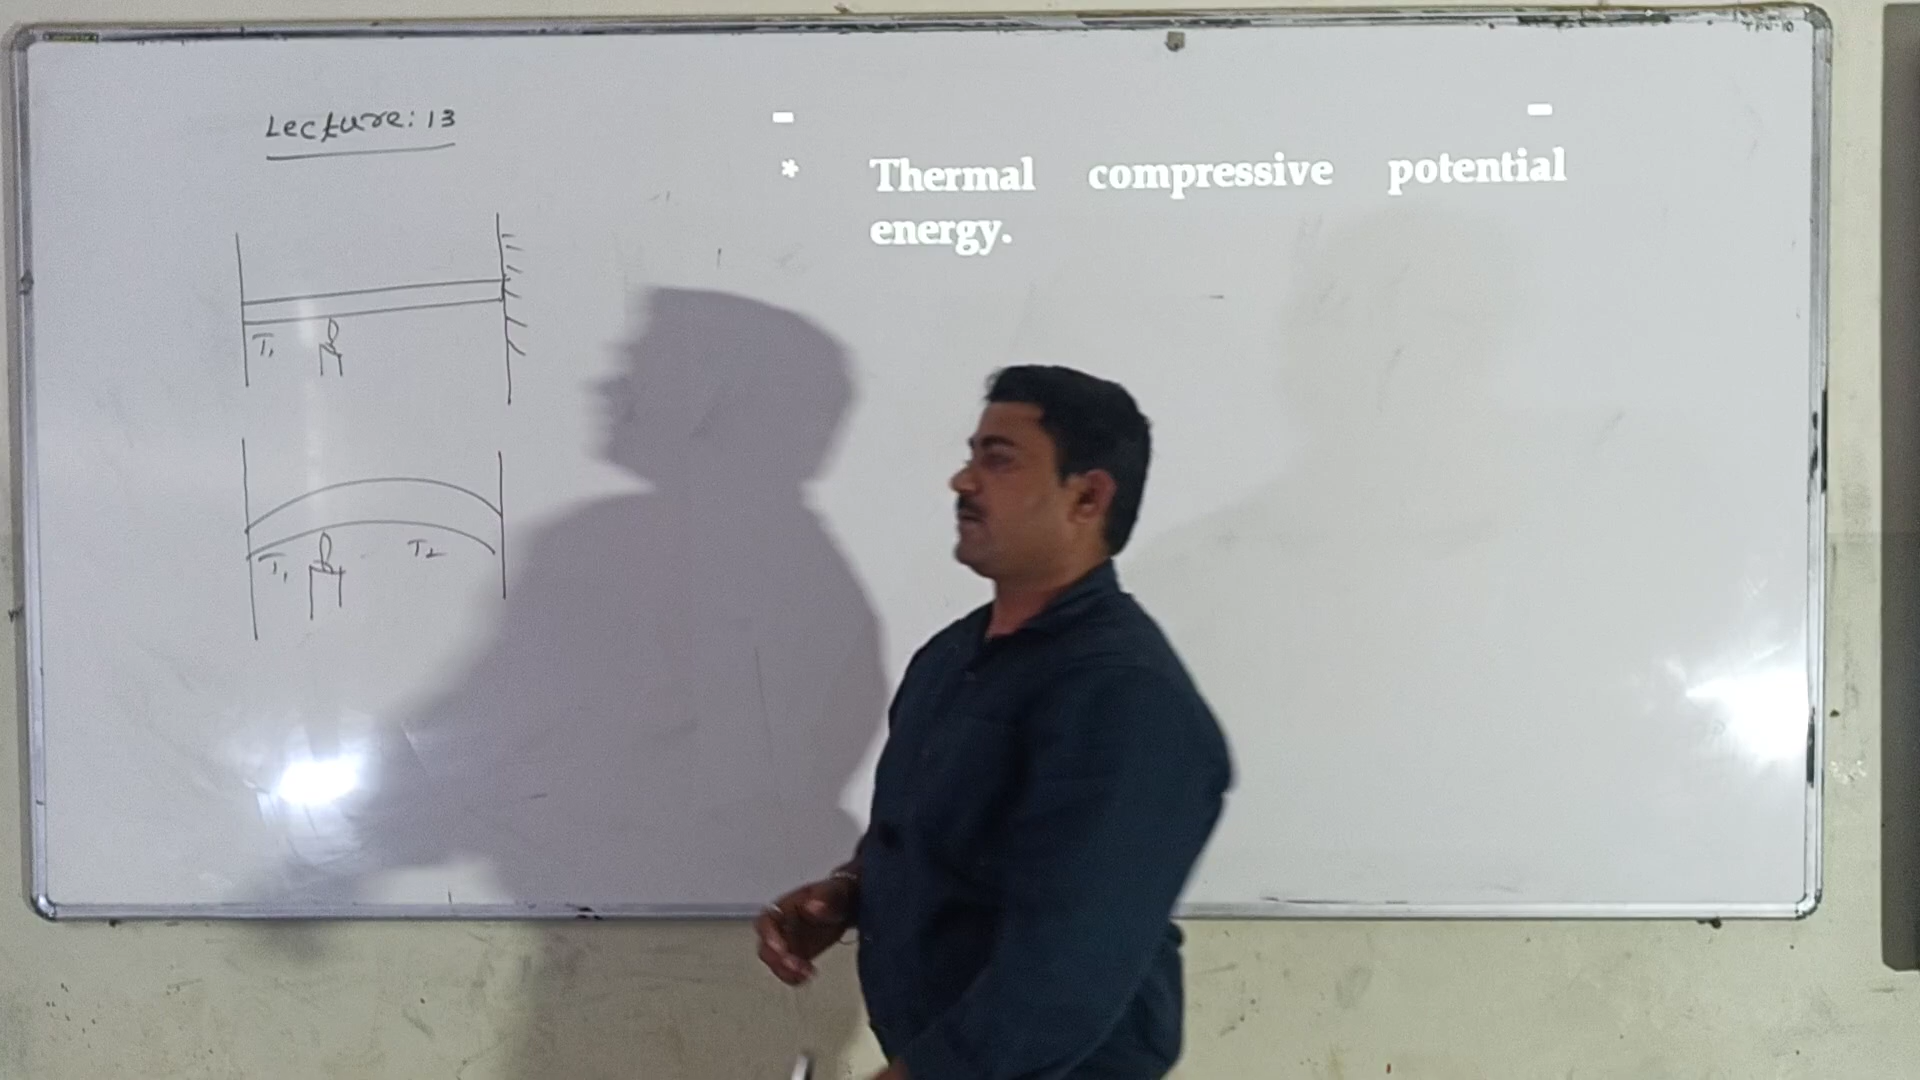 Lecture: 13
* Thermal compressive potential
energy.
T₁
T₁ T₂